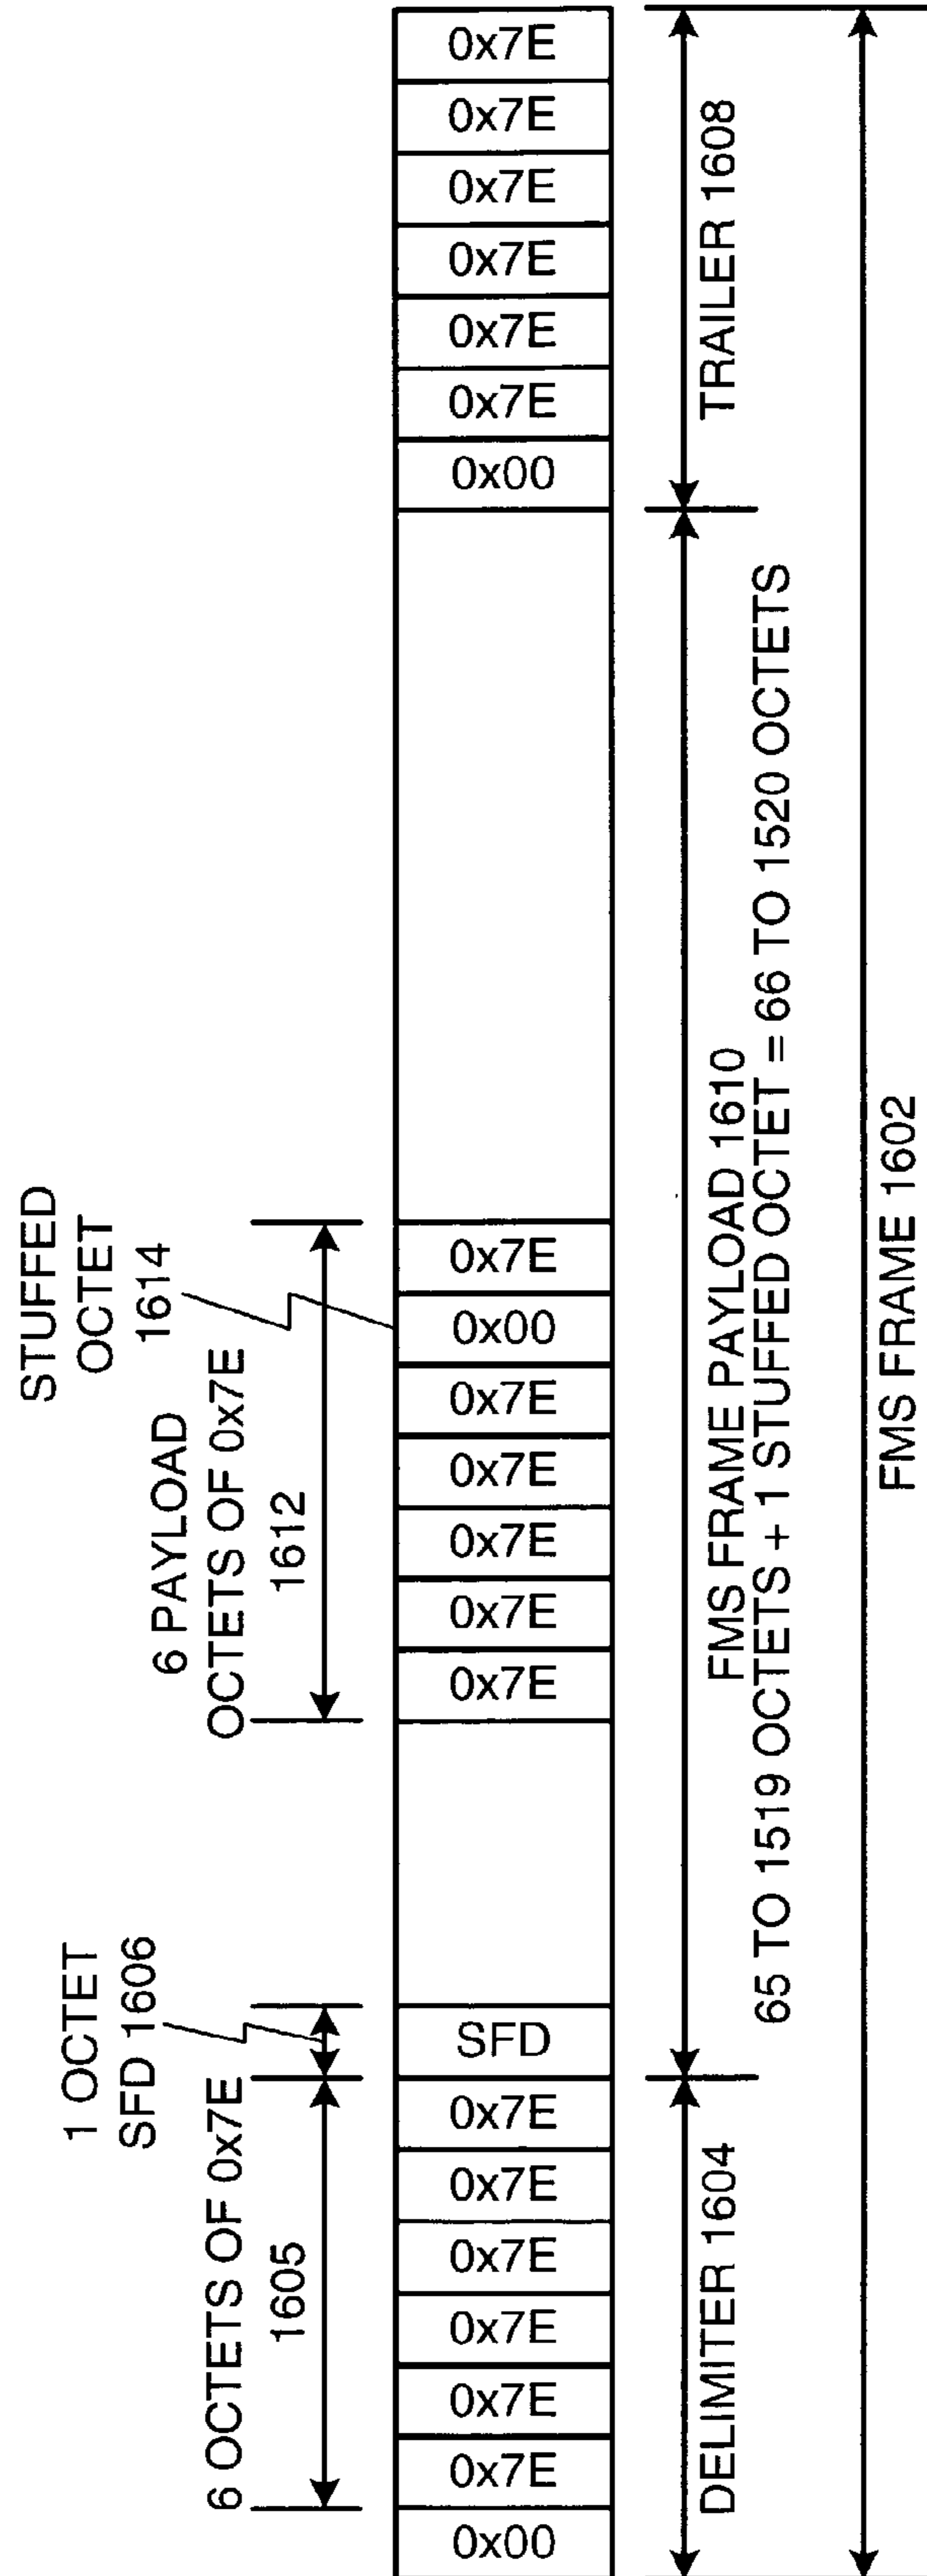 1 OCTET
SFD 1606
6 OCTETS OF 0x7E
1605
STUFFED
OCTET
1614
6 PAYLOAD
OCTETS OF 0x7E
1612
0x00
0x7E
0x7E
0x7E
0x7E
0x7E
0x7E
SFD
0x7E
0x7E
0x7E
0x7E
0x7E
0x00
0x7E
0x00
0x7E
0x7E
0x7E
0x7E
0x7E
0x7E
DELIMITER 1604
FMS FRAME PAYLOAD 1610
65 TO 1519 OCTETS + 1 STUFFED OCTET = 66 TO 1520 OCTETS
TRAILER 1608
FMS FRAME 1602